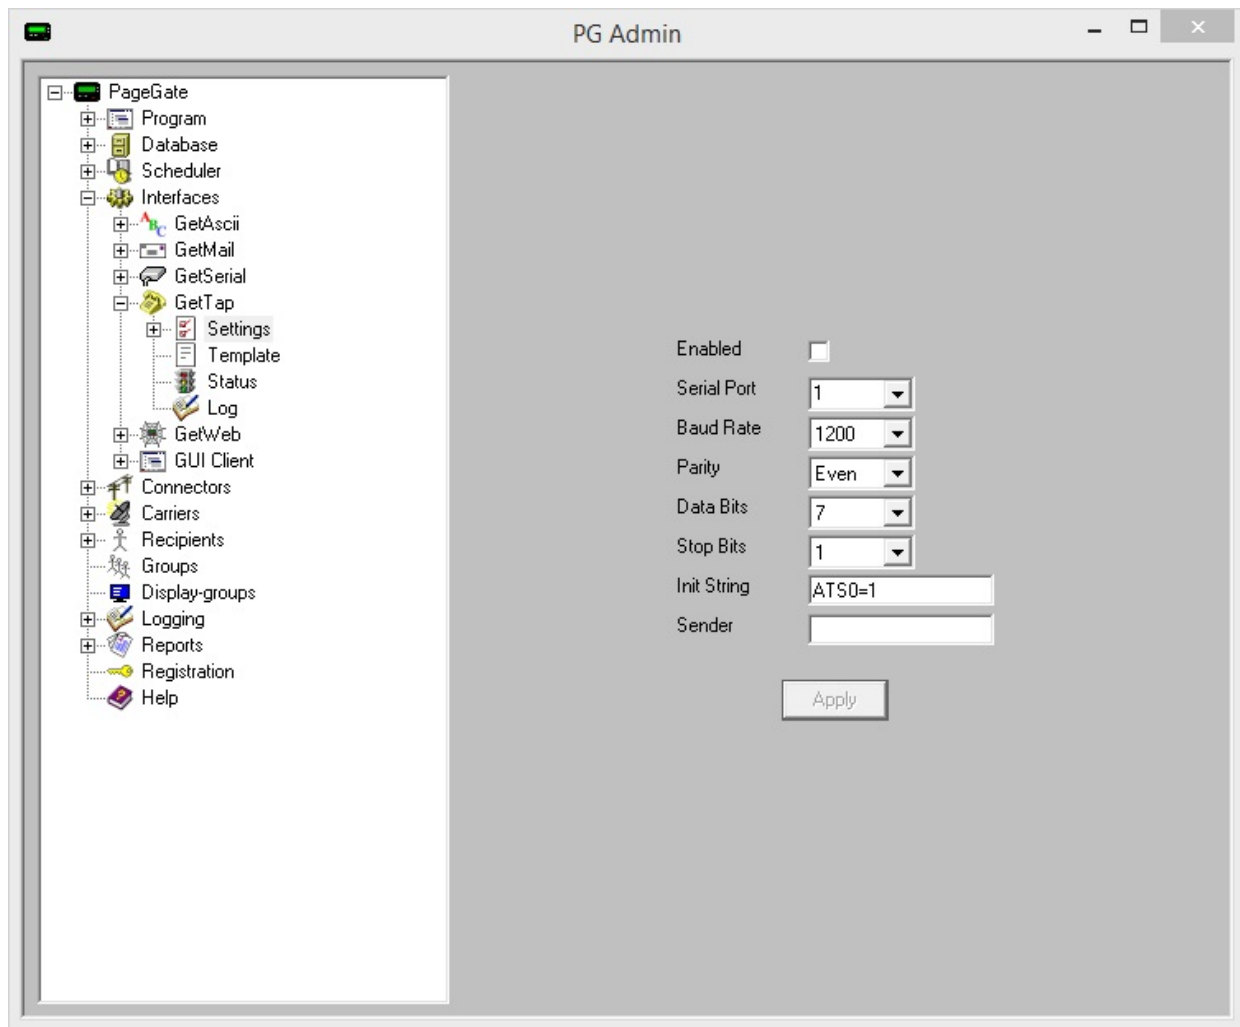 PG Admin
PageGate
Program
Database
Scheduler
Interfaces
GetAscii
GetMail
GetSerial
GetTap
Settings
Template
Status
Log
GetWeb
GUI Client
Connectors
Carriers
Recipients
Groups
Display-groups
Logging
Reports
Registration
Help
Enabled
Serial Port 1
Baud Rate 1200
Parity Even
Data Bits 7
Stop Bits 1
Init String ATS0=1
Sender
Apply